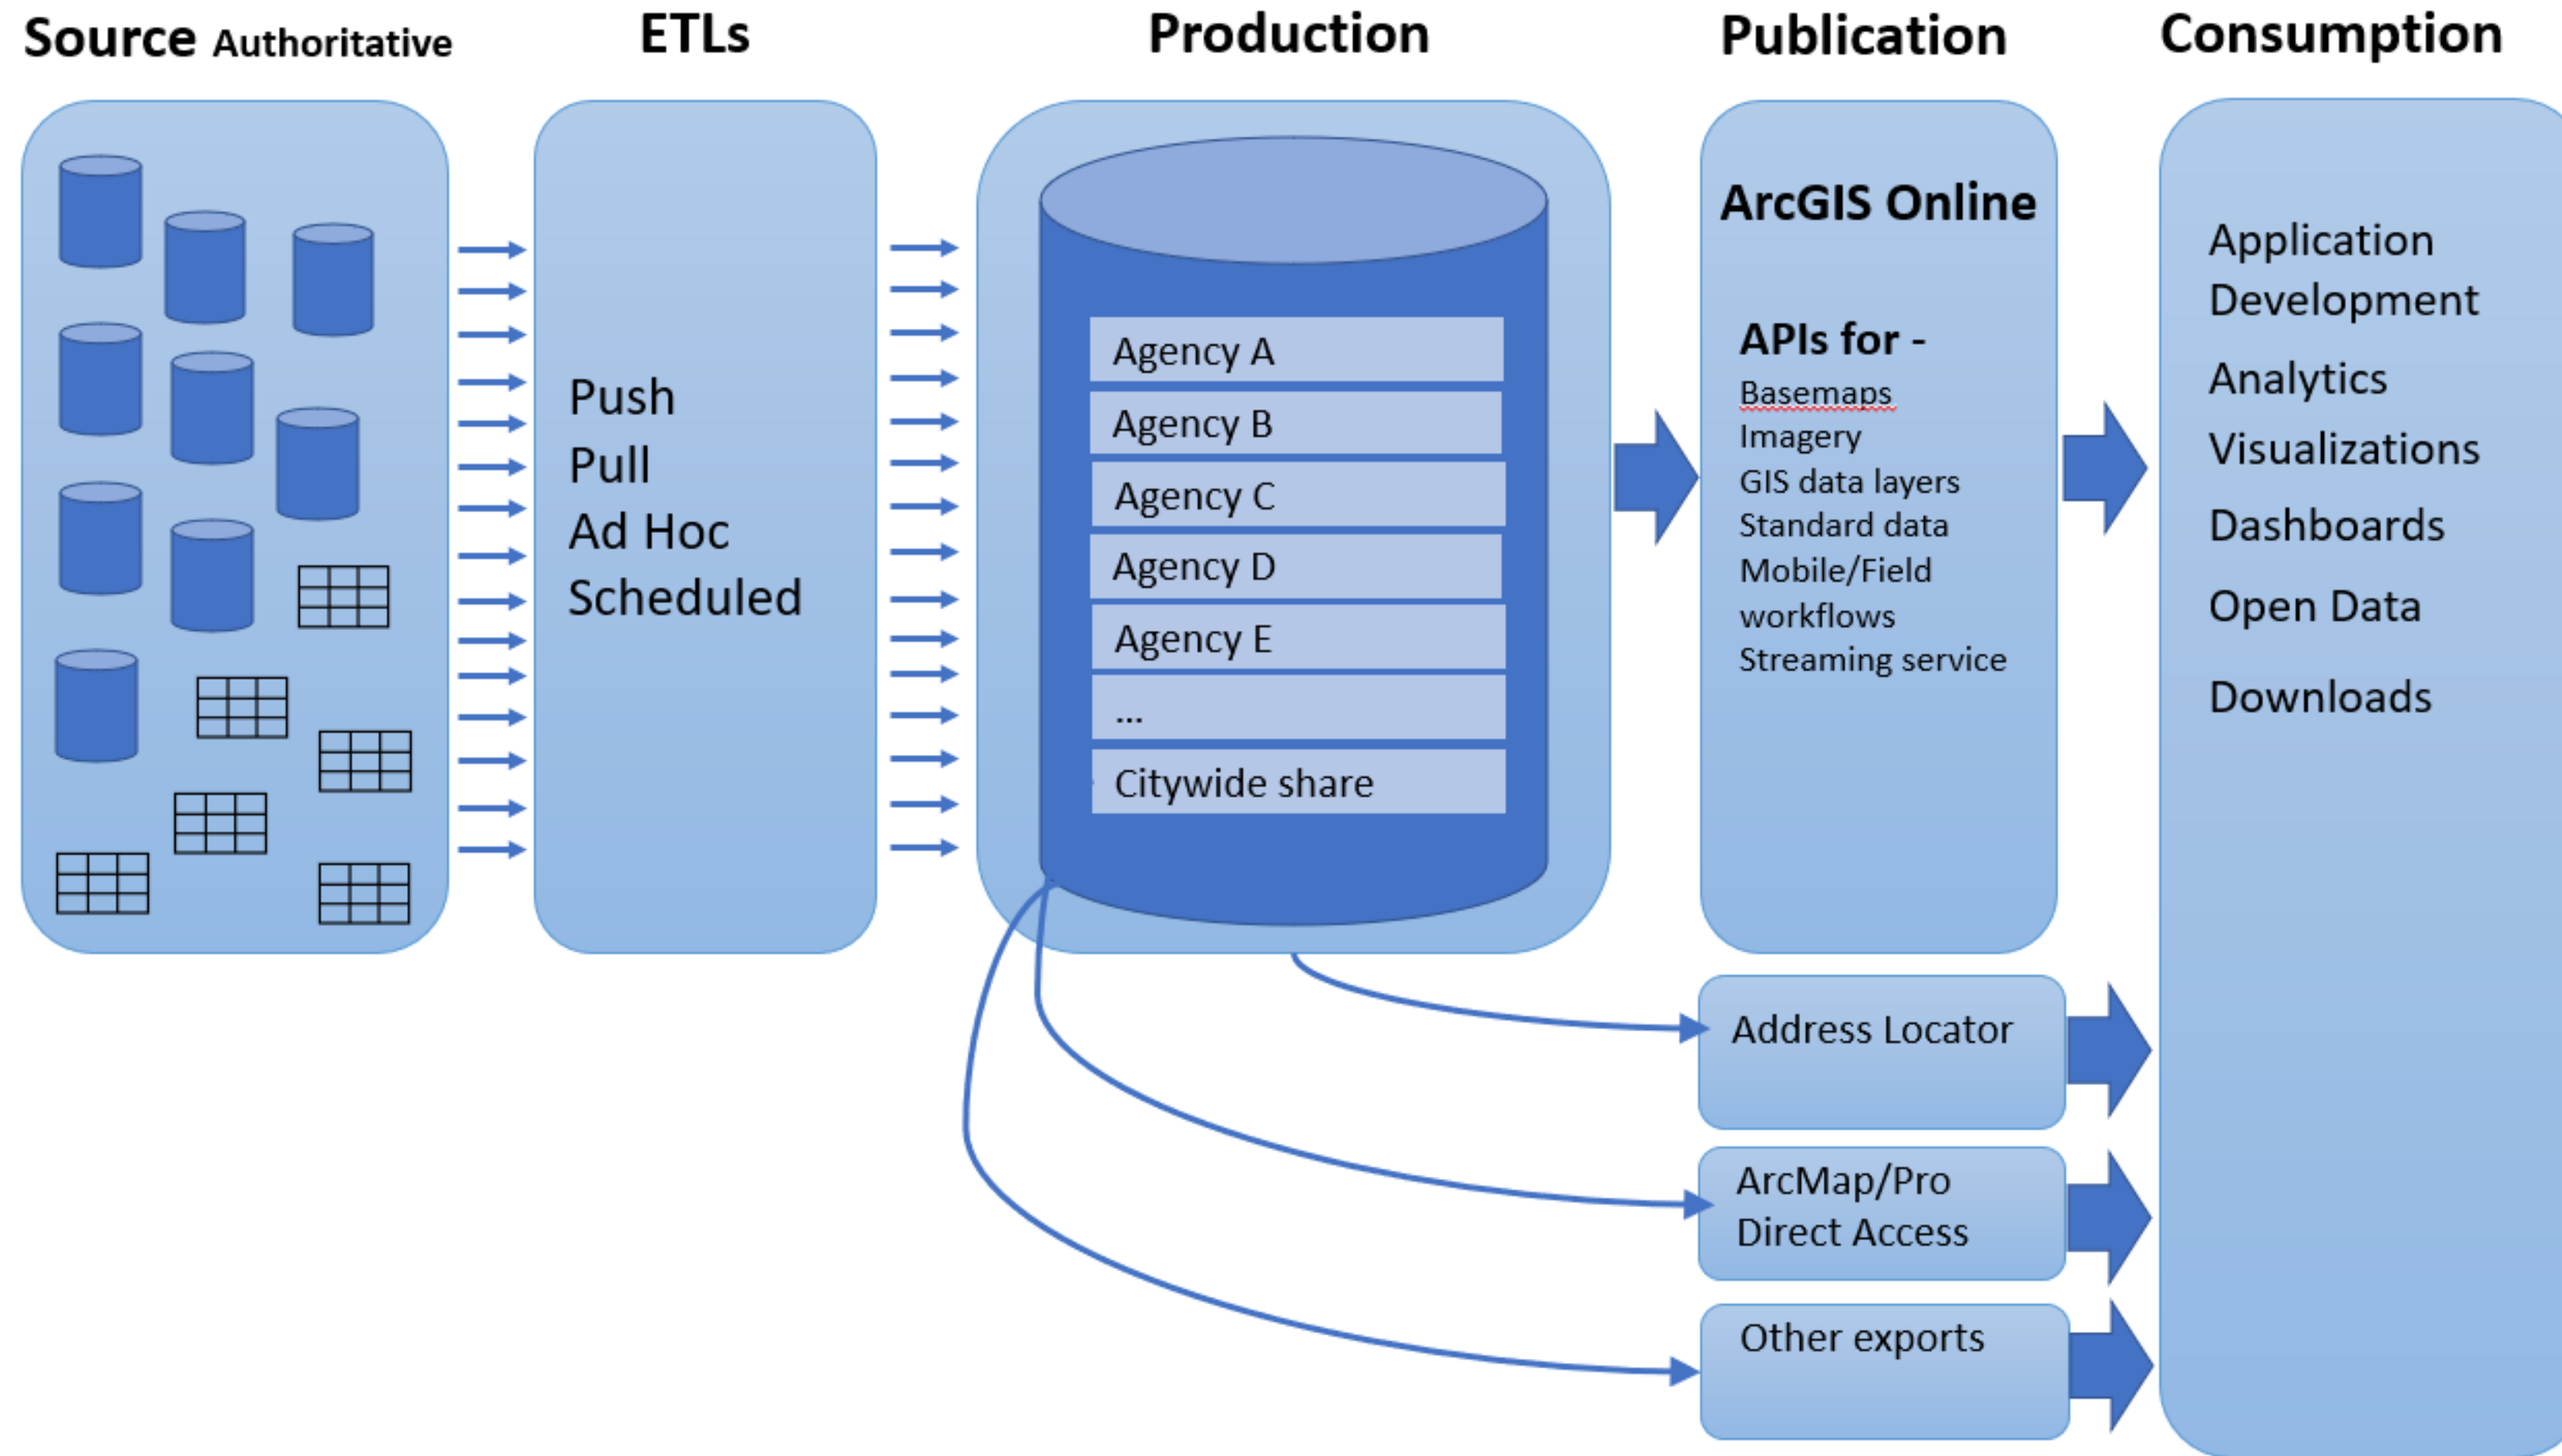 Source Authoritative
ETLs
Production
Publication
Consumption
Push
Pull
Ad Hoc
Scheduled
Agency A
Agency B
Agency C
Agency D
Agency E
...
Citywide share
ArcGIS Online
APIs for -
Basemaps
Imagery
GIS data layers
Standard data
Mobile/Field
workflows
Streaming service
Address Locator
ArcMap/Pro
Direct Access
Other exports
Application
Development
Analytics
Visualizations
Dashboards
Open Data
Downloads